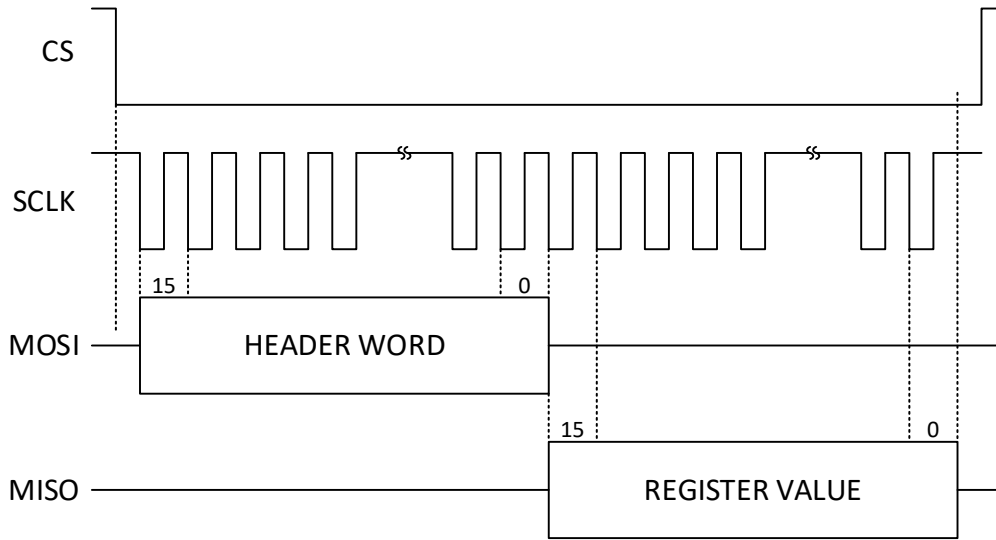 CS
SCLK
15
0
MOSI
HEADER WORD
15
0
MISO
REGISTER VALUE